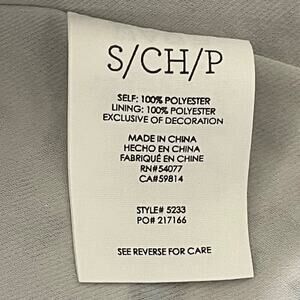 S/CH/P
SELF: 100% POLYESTER
LINING: 100% POLYESTER
EXCLUSIVE OF DECORATION
MADE IN CHINA
HECHO EN CHINA
FABRIQUÉ EN CHINE
RN#54077
CA#59814
STYLE# 5233
PO# 217166
SEE REVERSE FOR CARE